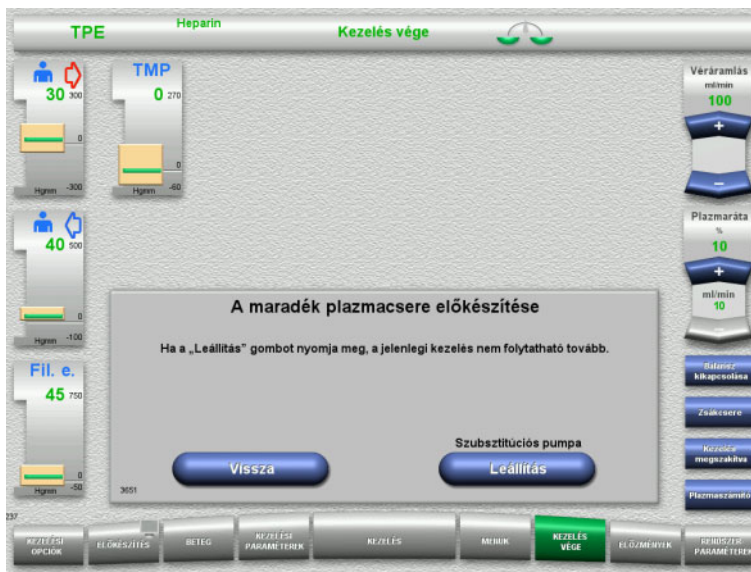 TPE Heparin Kezelés vége
30 300
0
Hgmm -300
TMP
0 270
0
Hgmm -60
Véráramlás
ml/min
100
+
–
40 500
0
Hgmm -100
Plazmaráta
%
10
+
ml/min
10
–
A maradék plazmacsere előkészítése
Ha a „Leállítás” gombot nyomja meg, a jelenlegi kezelés nem folytatható tovább.
Fil. e.
45 750
0
Hgmm -50
Szubsztitúciós pumpa
Vissza
Leállítás
3651
Balansz
kikapcsolása
Zsákcsere
Kezelés
megszakítva
Plazmaszámító
237
KEZELÉSI
OPCIÓK
ELŐKÉSZÍTÉS
BETEG
KEZELÉSI
PARAMÉTEREK
KEZELÉS
MENÜK
KEZELÉS
VÉGE
ELŐZMÉNYEK
RENDSZER
PARAMÉTEREK